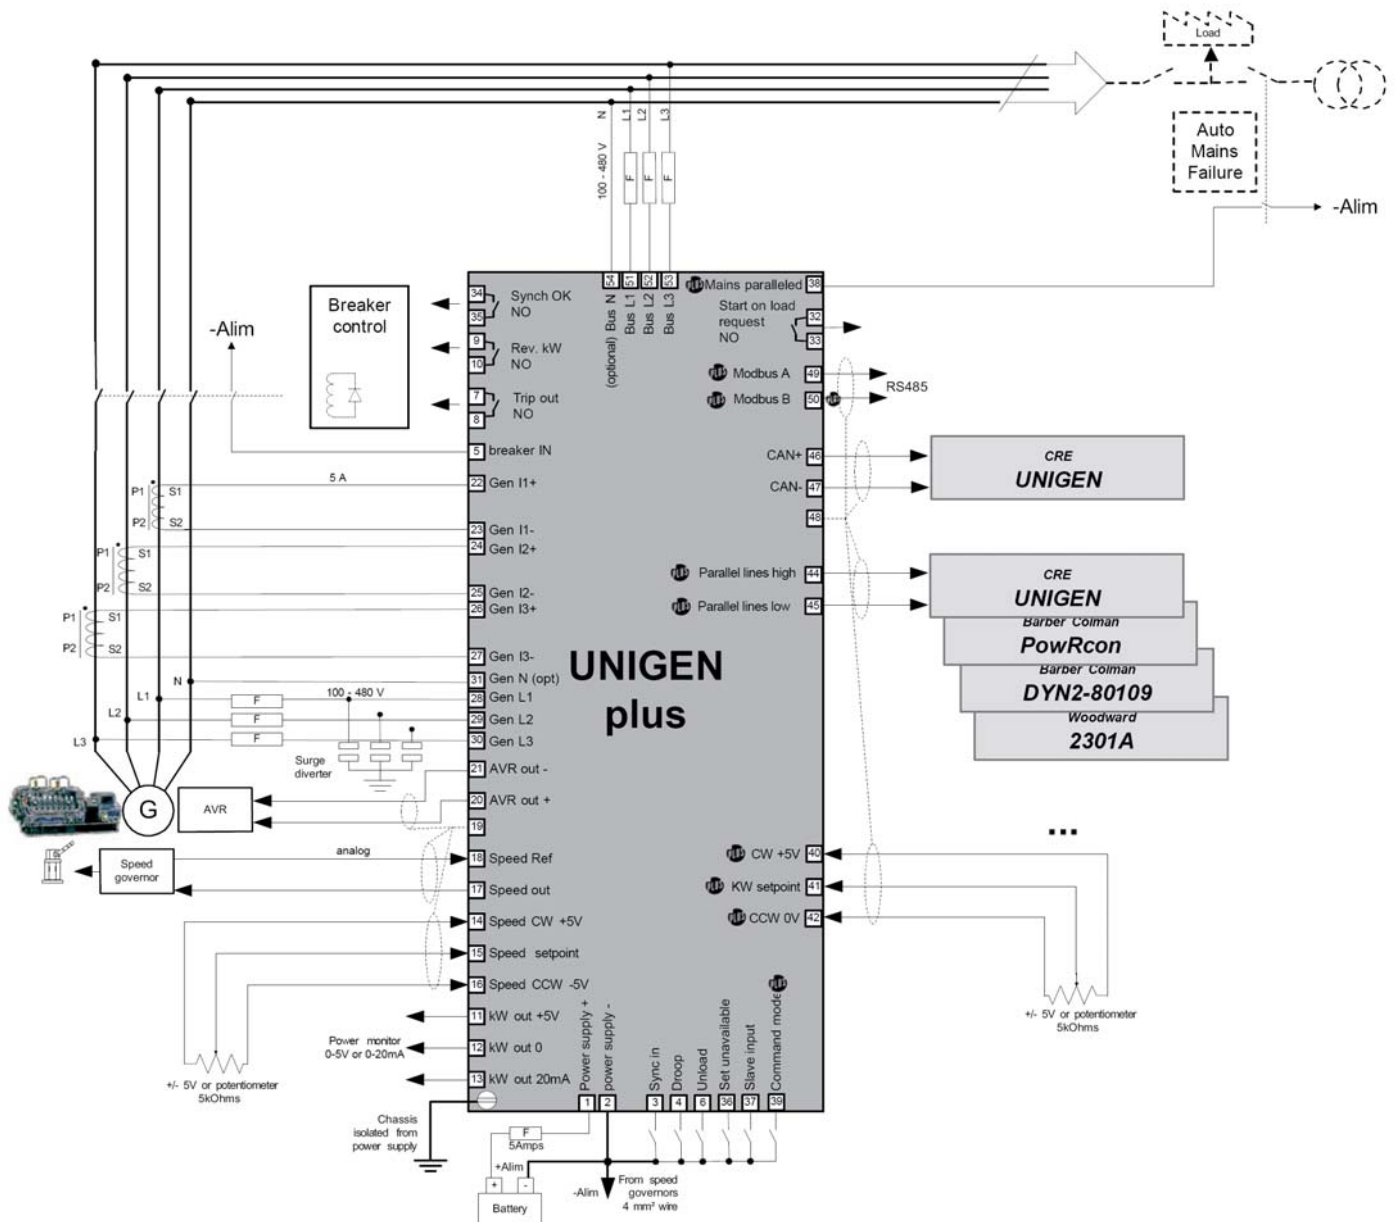 Load
Auto
Mains
Failure
-Alim
N
L1
L2
L3
100 - 480 V
F
F
F
54
51
52
53
(optional) Bus N
Bus L1
Bus L2
Bus L3
Breaker
control
-Alim
34
35
Synch OK
NO
9
10
Rev. kW
NO
7
8
Trip out
NO
5 breaker IN
5 A
22 Gen I1+
23 Gen I1-
24 Gen I2+
25 Gen I2-
26 Gen I3+
27 Gen I3-
31 Gen N (opt)
28 Gen L1
29 Gen L2
30 Gen L3
21 AVR out -
20 AVR out +
19
18 Speed Ref
17 Speed out
14 Speed CW +5V
15 Speed setpoint
16 Speed CCW -5V
11 kW out +5V
12 kW out 0
13 kW out 20mA
P1 S1
P2 S2
P1 S1
P2 S2
P1 S1
P2 S2
N
L1
L2
L3
F
F
F
100 - 480 V
Surge
diverter
G
AVR
Speed
governor
analog
+/- 5V or potentiometer
5kOhms
Power monitor
0-5V or 0-20mA
Chassis
isolated from
power supply
UNIGEN
plus
PLUS Mains paralleled 38
Start on load
request
NO
32
33
PLUS Modbus A 49
PLUS Modbus B 50 PLUS
RS485
CAN+ 46
CAN- 47
48
PLUS Parallel lines high 44
PLUS Parallel lines low 45
PLUS CW +5V 40
PLUS KW setpoint 41
PLUS CCW 0V 42
CRE
UNIGEN
CRE
UNIGEN
Barber Colman
PowRcon
Barber Colman
DYN2-80109
Woodward
2301A
...
+/- 5V or potentiometer
5kOhms
Power supply +
power supply -
Sync in
Droop
Unload
Set unavailable
Slave input
Command mode
PLUS
1
2
3
4
6
36
37
39
F
5Amps
+Alim
+
-
Battery
-Alim
From speed
governors
4 mm² wire